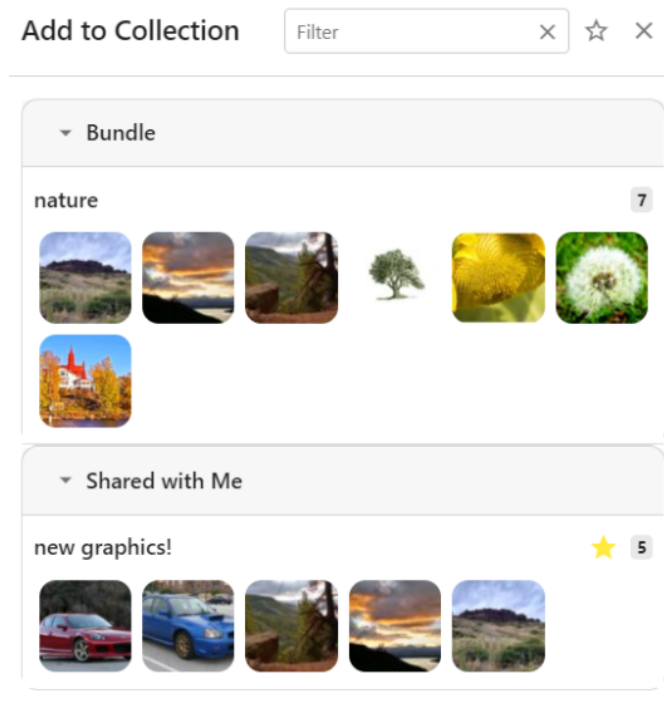 Add to Collection
Filter
Bundle
nature
7
Shared with Me
new graphics!
5